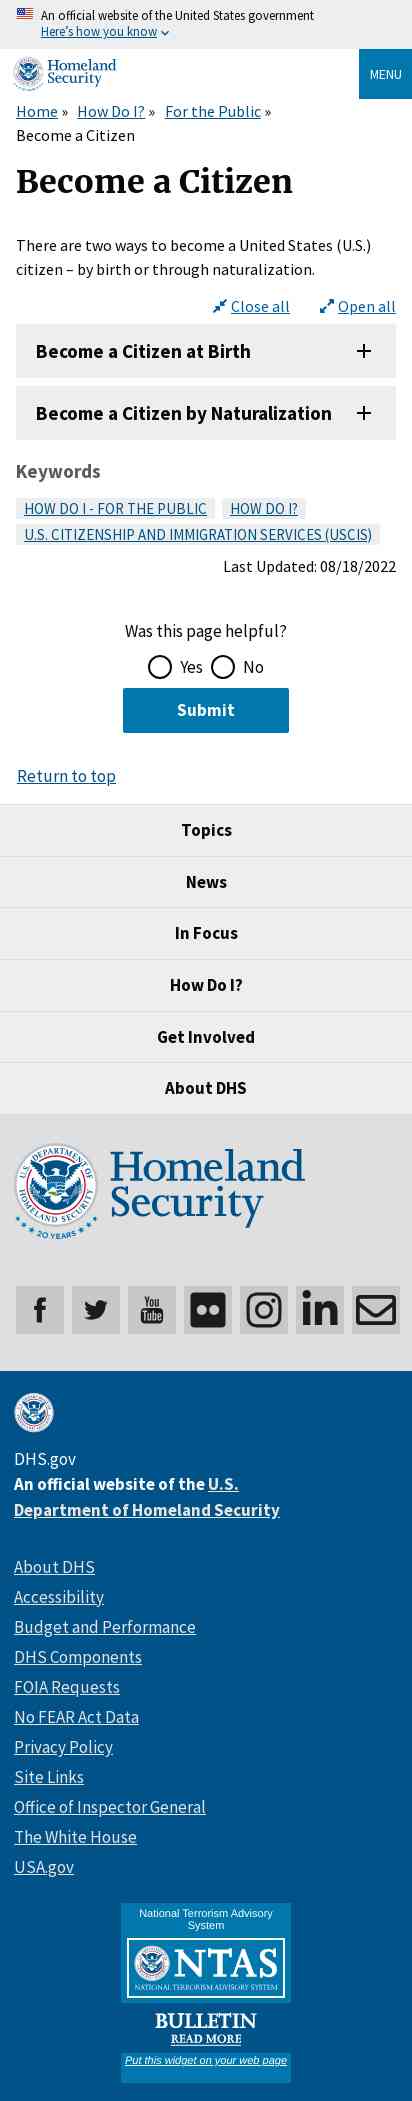 An official website of the United States government
Here's how you know
Homeland
Security
MENU
Home » How Do I? » For the Public »
Become a Citizen
Become a Citizen
There are two ways to become a United States (U.S.)
citizen – by birth or through naturalization.
Close all Open all
Become a Citizen at Birth
Become a Citizen by Naturalization
Keywords
HOW DO I - FOR THE PUBLIC HOW DO I?
U.S. CITIZENSHIP AND IMMIGRATION SERVICES (USCIS)
Last Updated: 08/18/2022
Was this page helpful?
Yes No
Submit
Return to top
Topics
News
In Focus
How Do I?
Get Involved
About DHS
U.S. DEPARTMENT OF
HOMELAND SECURITY
20 YEARS
Homeland
Security
f
You
Tube
in
DHS.gov
An official website of the U.S.
Department of Homeland Security
About DHS
Accessibility
Budget and Performance
DHS Components
FOIA Requests
No FEAR Act Data
Privacy Policy
Site Links
Office of Inspector General
The White House
USA.gov
National Terrorism Advisory
System
NTAS
NATIONAL TERRORISM ADVISORY SYSTEM
BULLETIN
READ MORE
Put this widget on your web page